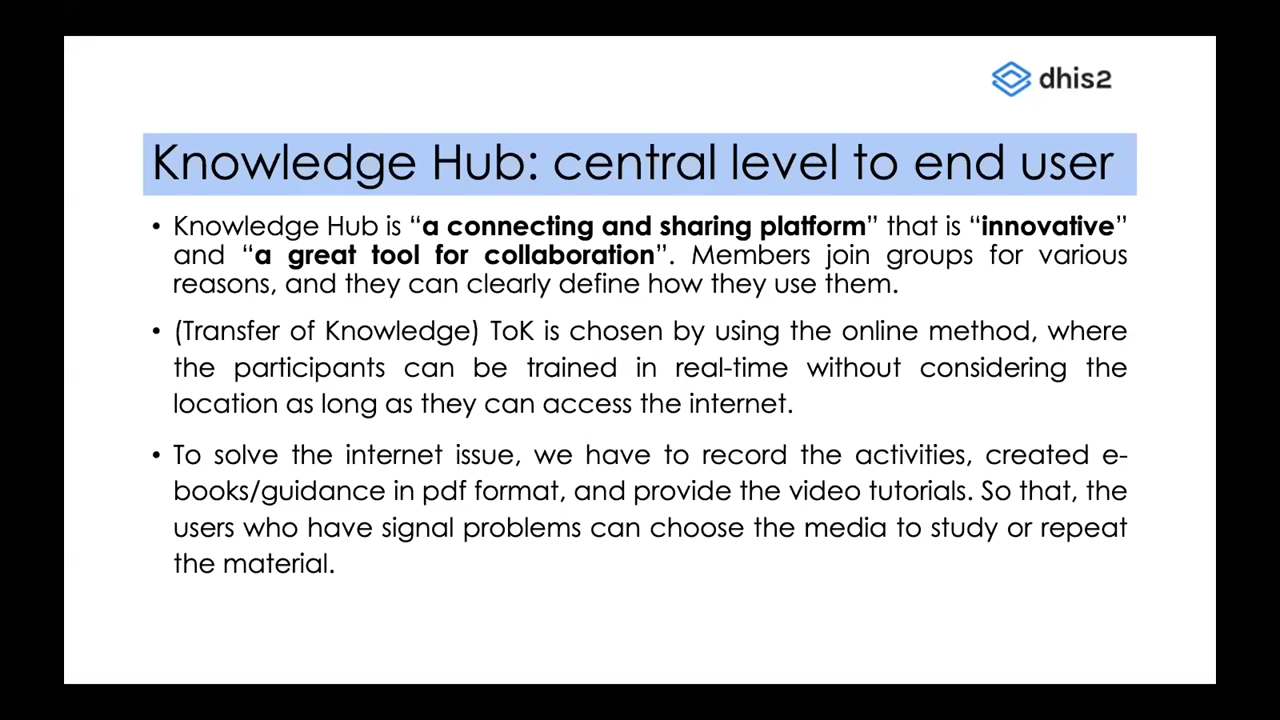 dhis2
Knowledge Hub: central level to end user
• Knowledge Hub is “a connecting and sharing platform” that is “innovative”
and “a great tool for collaboration”. Members join groups for various
reasons, and they can clearly define how they use them.
• (Transfer of Knowledge) ToK is chosen by using the online method, where
the participants can be trained in real-time without considering the
location as long as they can access the internet.
• To solve the internet issue, we have to record the activities, created e-
books/guidance in pdf format, and provide the video tutorials. So that, the
users who have signal problems can choose the media to study or repeat
the material.